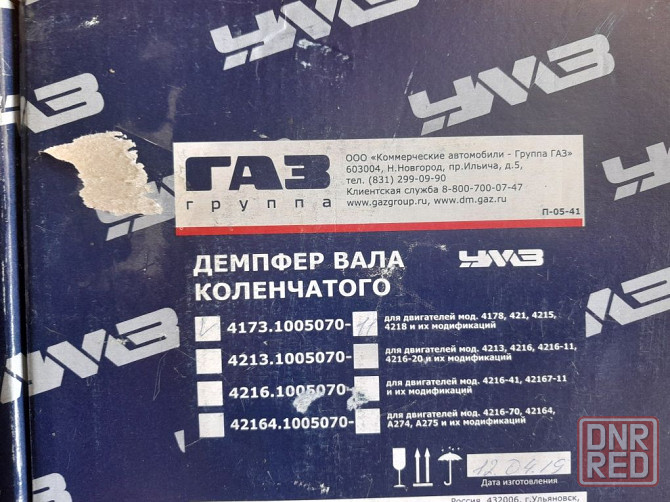 УМЗ
УМЗ
УМЗ
ГАЗ
группа
ООО «Коммерческие автомобили - Группа ГАЗ»
603004, Н.Новгород, пр.Ильича, д.5,
тел. (831) 299-09-90
Клиентская служба 8-800-700-07-47
www.gazgroup.ru, www.dm.gaz.ru
П-05-41
ДЕМПФЕР ВАЛА
КОЛЕНЧАТОГО
УМЗ
4173.1005070-
для двигателей мод. 4178, 421, 4215,
4218 и их модификаций
4213.1005070-
для двигателей мод. 4213, 4216, 4216-11,
4216-20 и их модификаций
4216.1005070-
для двигателей мод. 4216-41, 42167-11
и их модификаций
42164.1005070-
для двигателей мод. 4216-70, 42164,
А274, А275 и их модификаций
12 04 19
Дата изготовления
Россия, 432006, г.Ульяновск,
DNR
RED